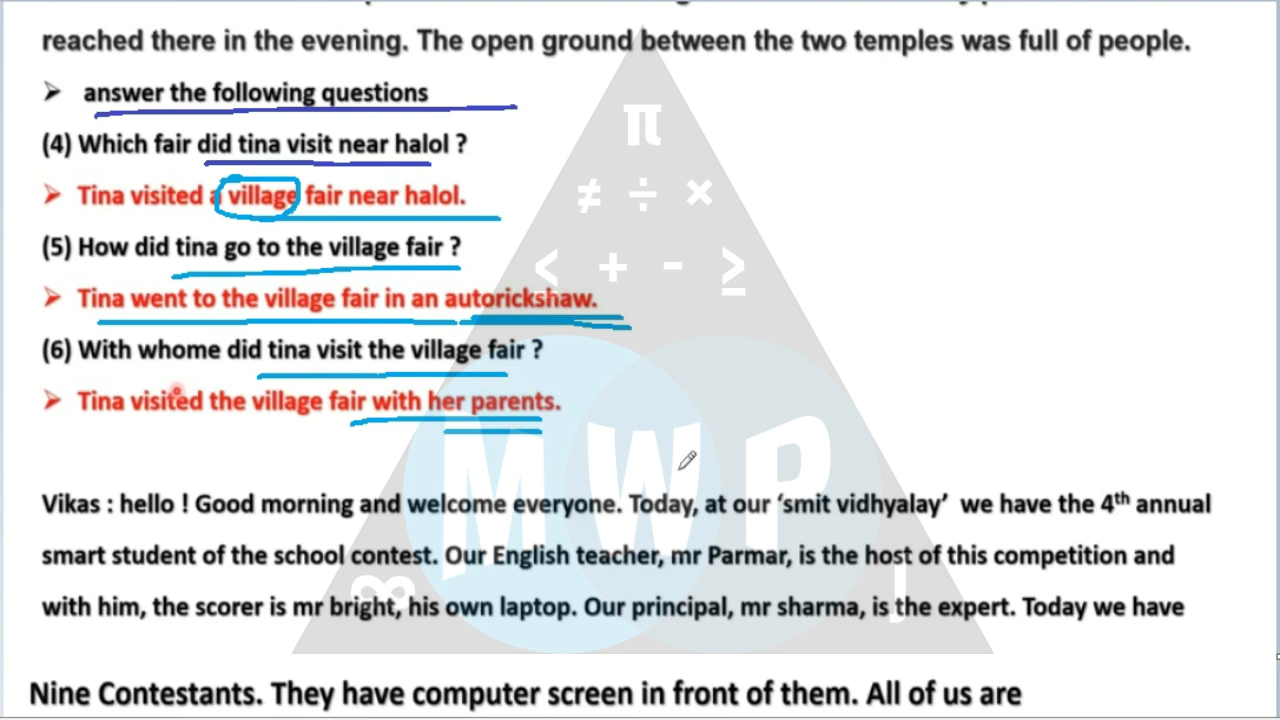 reached there in the evening. The open ground between the two temples was full of people.
➢ answer the following questions
(4) Which fair did tina visit near halol ?
➢ Tina visited a village fair near halol.
(5) How did tina go to the village fair ?
➢ Tina went to the village fair in an autorickshaw.
(6) With whome did tina visit the village fair ?
➢ Tina visited the village fair with her parents.
π
≠ ÷ ×
< + - ≥
MWP
∞
Vikas : hello ! Good morning and welcome everyone. Today, at our ‘smit vidhyalay’ we have the 4th annual
smart student of the school contest. Our English teacher, mr Parmar, is the host of this competition and
with him, the scorer is mr bright, his own laptop. Our principal, mr sharma, is the expert. Today we have
Nine Contestants. They have computer screen in front of them. All of us are